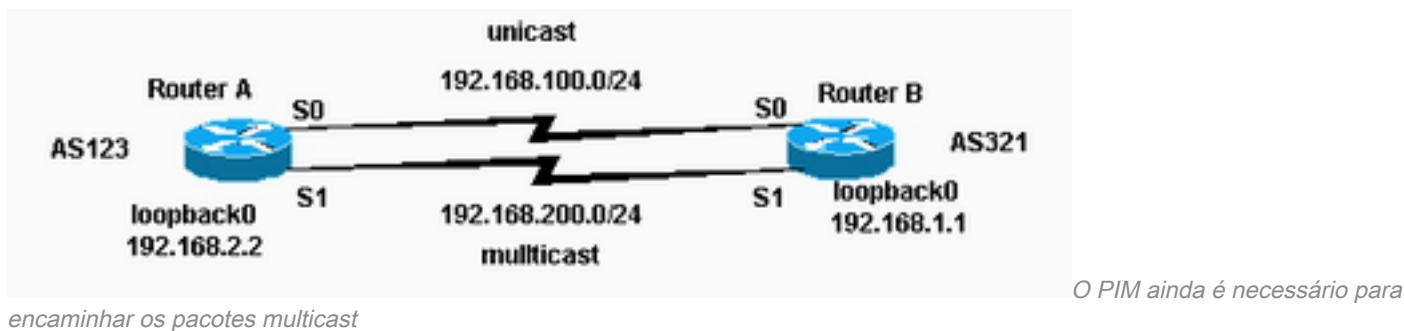 unicast
192.168.100.0/24
Router A
S0
S0
Router B
AS123
AS321
S1
S1
loopback0
192.168.2.2
192.168.200.0/24
mullticast
loopback0
192.168.1.1
O PIM ainda é necessário para
encaminhar os pacotes multicast